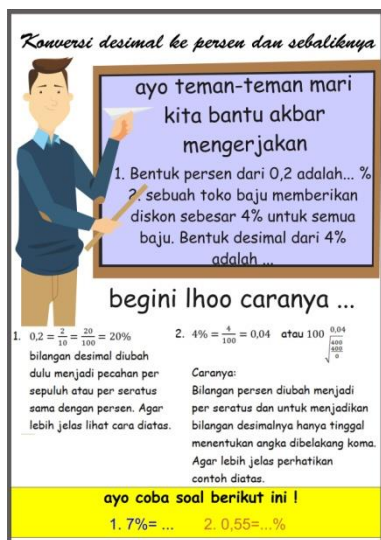 Konversi desimal ke persen dan sebaliknya
ayo teman-teman mari
kita bantu akbar
mengerjakan
1. Bentuk persen dari 0,2 adalah... %
2. sebuah toko baju memberikan
diskon sebesar 4% untuk semua
baju. Bentuk desimal dari 4%
adalah ...
begini lhoo caranya ...
1. 0,2 = 2/10 = 20/100 = 20%
bilangan desimal diubah
dulu menjadi pecahan per
sepuluh atau per seratus
sama dengan persen. Agar
lebih jelas lihat cara diatas.
2. 4% = 4/100 = 0,04 atau 100 √ 0,04
400
400
0
Caranya:
Bilangan persen diubah menjadi
per seratus dan untuk menjadikan
bilangan desimalnya hanya tinggal
menentukan angka dibelakang koma.
Agar lebih jelas perhatikan
contoh diatas.
ayo coba soal berikut ini !
1. 7%= ... 2. 0,55=...%